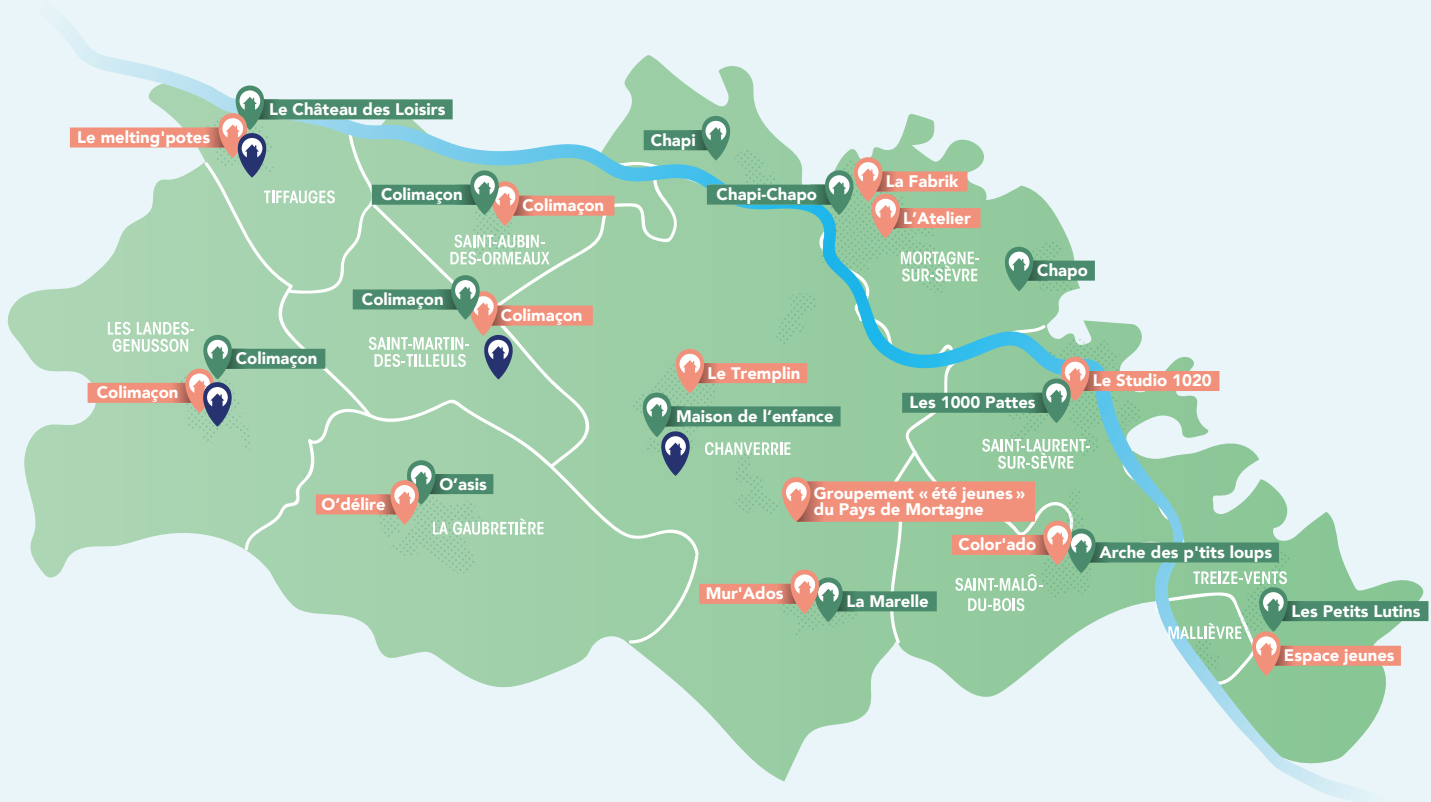 Le Château des Loisirs
Le melting'potes
Chapi
TIFFAUGES
Colimaçon
Colimaçon
Chapi-Chapo
La Fabrik
L'Atelier
SAINT-AUBIN-
DES-ORMEAUX
MORTAGNE-
SUR-SÈVRE
Chapo
Colimaçon
Colimaçon
LES LANDES-
GENUSSON
SAINT-MARTIN-
DES-TILLEULS
Colimaçon
Colimaçon
Le Tremplin
Le Studio 1020
Les 1000 Pattes
Maison de l'enfance
CHANVERRIE
SAINT-LAURENT-
SUR-SÈVRE
O'asis
O'délire
LA GAUBRETIÈRE
Groupement « été jeunes »
du Pays de Mortagne
Color'ado
Arche des p'tits loups
SAINT-MALÔ-
DU-BOIS
TREIZE-VENTS
Mur'Ados
La Marelle
Les Petits Lutins
MALLIÈVRE
Espace jeunes